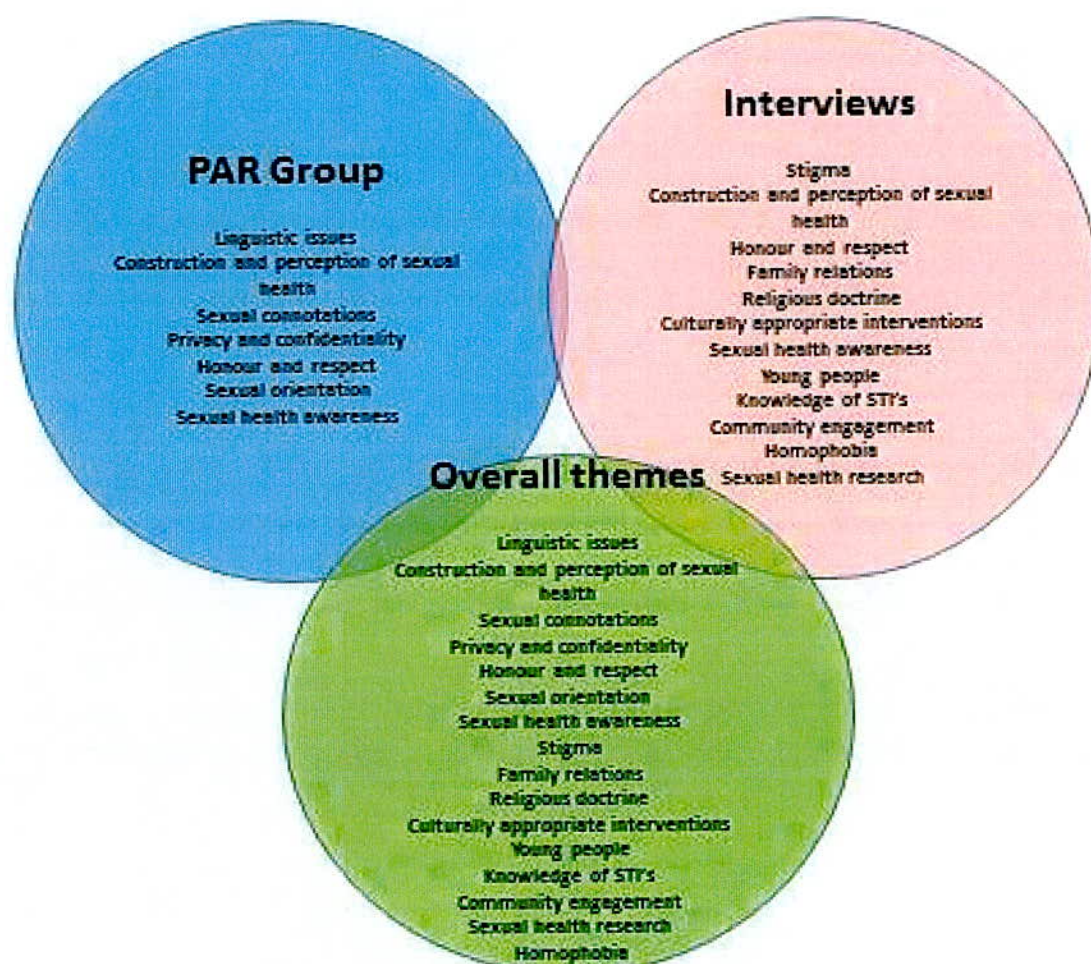 PAR Group
Linguistic issues
Construction and perception of sexual
health
Sexual connotations
Privacy and confidentiality
Honour and respect
Sexual orientation
Sexual health awareness
Interviews
Stigma
Construction and perception of sexual
health
Honour and respect
Family relations
Religious doctrine
Culturally appropriate interventions
Sexual health awareness
Young people
Knowledge of STI's
Community engagement
Homophobia
Sexual health research
Overall themes
Linguistic issues
Construction and perception of sexual
health
Sexual connotations
Privacy and confidentiality
Honour and respect
Sexual orientation
Sexual health awareness
Stigma
Family relations
Religious doctrine
Culturally appropriate interventions
Young people
Knowledge of STI's
Community engagement
Sexual health research
Homophobia